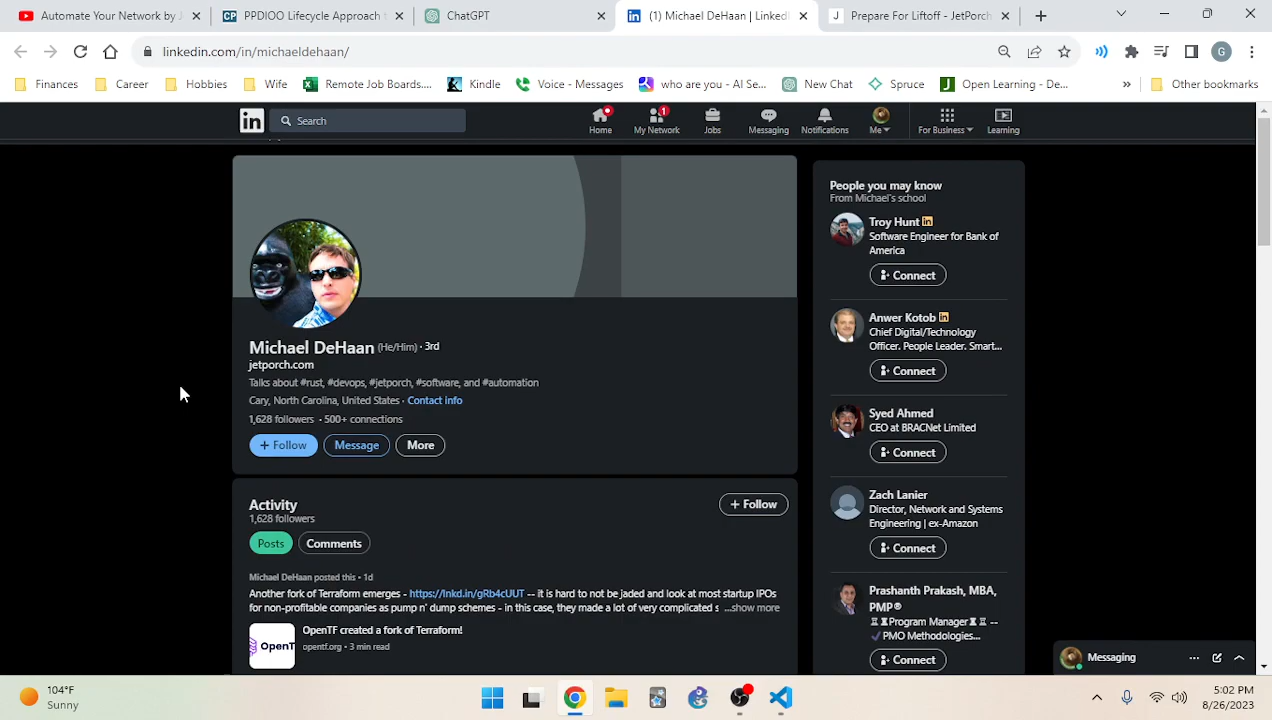 Automate Your Network by J
PPDIOO Lifecycle Approach t
ChatGPT
(1) Michael DeHaan | LinkedI
Prepare For Liftoff - JetPorch
linkedin.com/in/michaeldehaan/
G
Finances
Career
Hobbies
Wife
Remote Job Boards....
Kindle
Voice - Messages
who are you - AI Se...
New Chat
Spruce
Open Learning - De...
»
Other bookmarks
in
Search
Home
1
My Network
Jobs
Messaging
Notifications
Me
For Business
Learning
Michael DeHaan (He/Him) · 3rd
jetporch.com
Talks about #rust, #devops, #jetporch, #software, and #automation
Cary, North Carolina, United States · Contact info
1,628 followers · 500+ connections
+ Follow
Message
More
Activity
1,628 followers
+ Follow
Posts
Comments
Michael DeHaan posted this • 1d
Another fork of Terraform emerges - https://lnkd.in/gRb4cUUT -- it is hard to not be jaded and look at most startup IPOs
for non-profitable companies as pump n' dump schemes - in this case, they made a lot of very complicated s ...show more
OpenT
OpenTF created a fork of Terraform!
opentf.org • 3 min read
People you may know
From Michael's school
Troy Hunt
Software Engineer for Bank of
America
Connect
Anwer Kotob
Chief Digital/Technology
Officer. People Leader. Smart...
Connect
Syed Ahmed
CEO at BRACNet Limited
Connect
Zach Lanier
Director, Network and Systems
Engineering | ex-Amazon
Connect
Prashanth Prakash, MBA,
PMP®
♖♖Program Manager♖♖ --
✓PMO Methodologies...
Connect
Messaging
104°F
Sunny
5:02 PM
8/26/2023